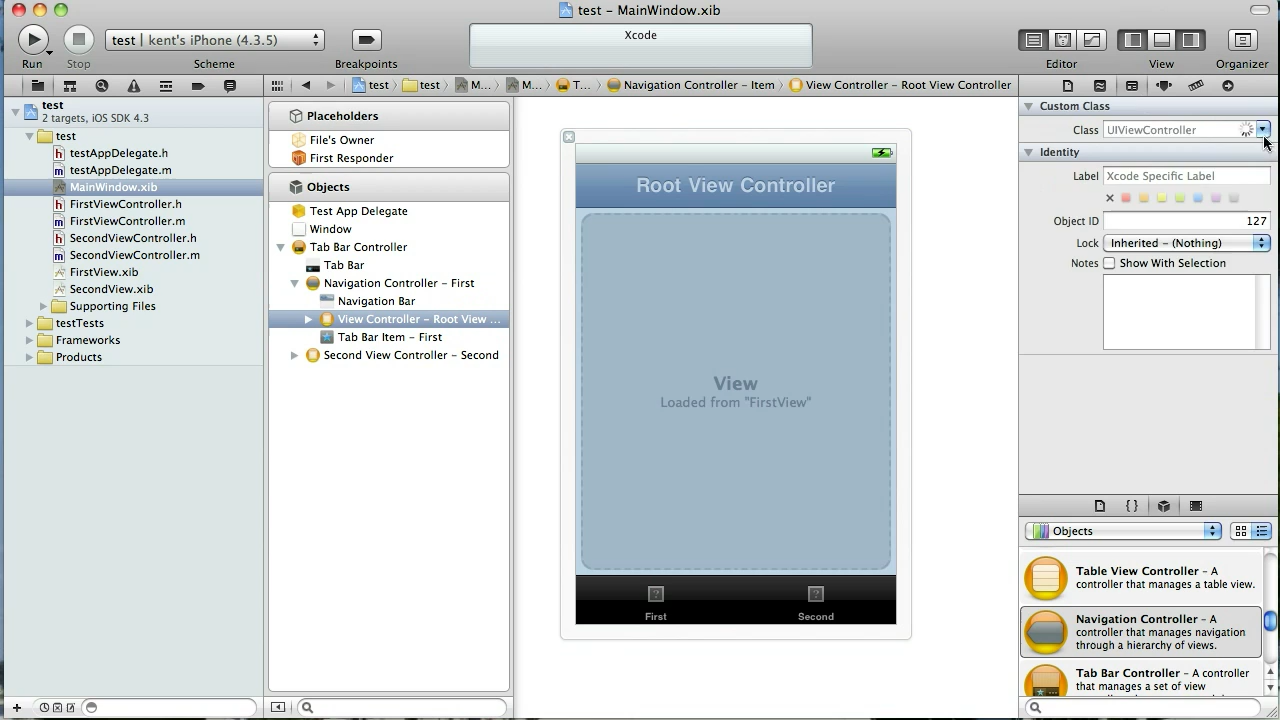 test – MainWindow.xib
test | kent's iPhone (4.3.5)
Xcode
Run
Stop
Scheme
Breakpoints
Editor
View
Organizer
test
test
M...
M...
T...
Navigation Controller – Item
View Controller – Root View Controller
test
2 targets, iOS SDK 4.3
test
testAppDelegate.h
testAppDelegate.m
MainWindow.xib
FirstViewController.h
FirstViewController.m
SecondViewController.h
SecondViewController.m
FirstView.xib
SecondView.xib
Supporting Files
testTests
Frameworks
Products
Placeholders
File's Owner
First Responder
Objects
Test App Delegate
Window
Tab Bar Controller
Tab Bar
Navigation Controller – First
Navigation Bar
View Controller – Root View ...
Tab Bar Item – First
Second View Controller – Second
Root View Controller
View
Loaded from "FirstView"
First
Second
Custom Class
Class UIViewController
Identity
Label Xcode Specific Label
Object ID 127
Lock Inherited – (Nothing)
Notes Show With Selection
Objects
Table View Controller – A
controller that manages a table view.
Navigation Controller – A
controller that manages navigation
through a hierarchy of views.
Tab Bar Controller – A controller
that manages a set of view